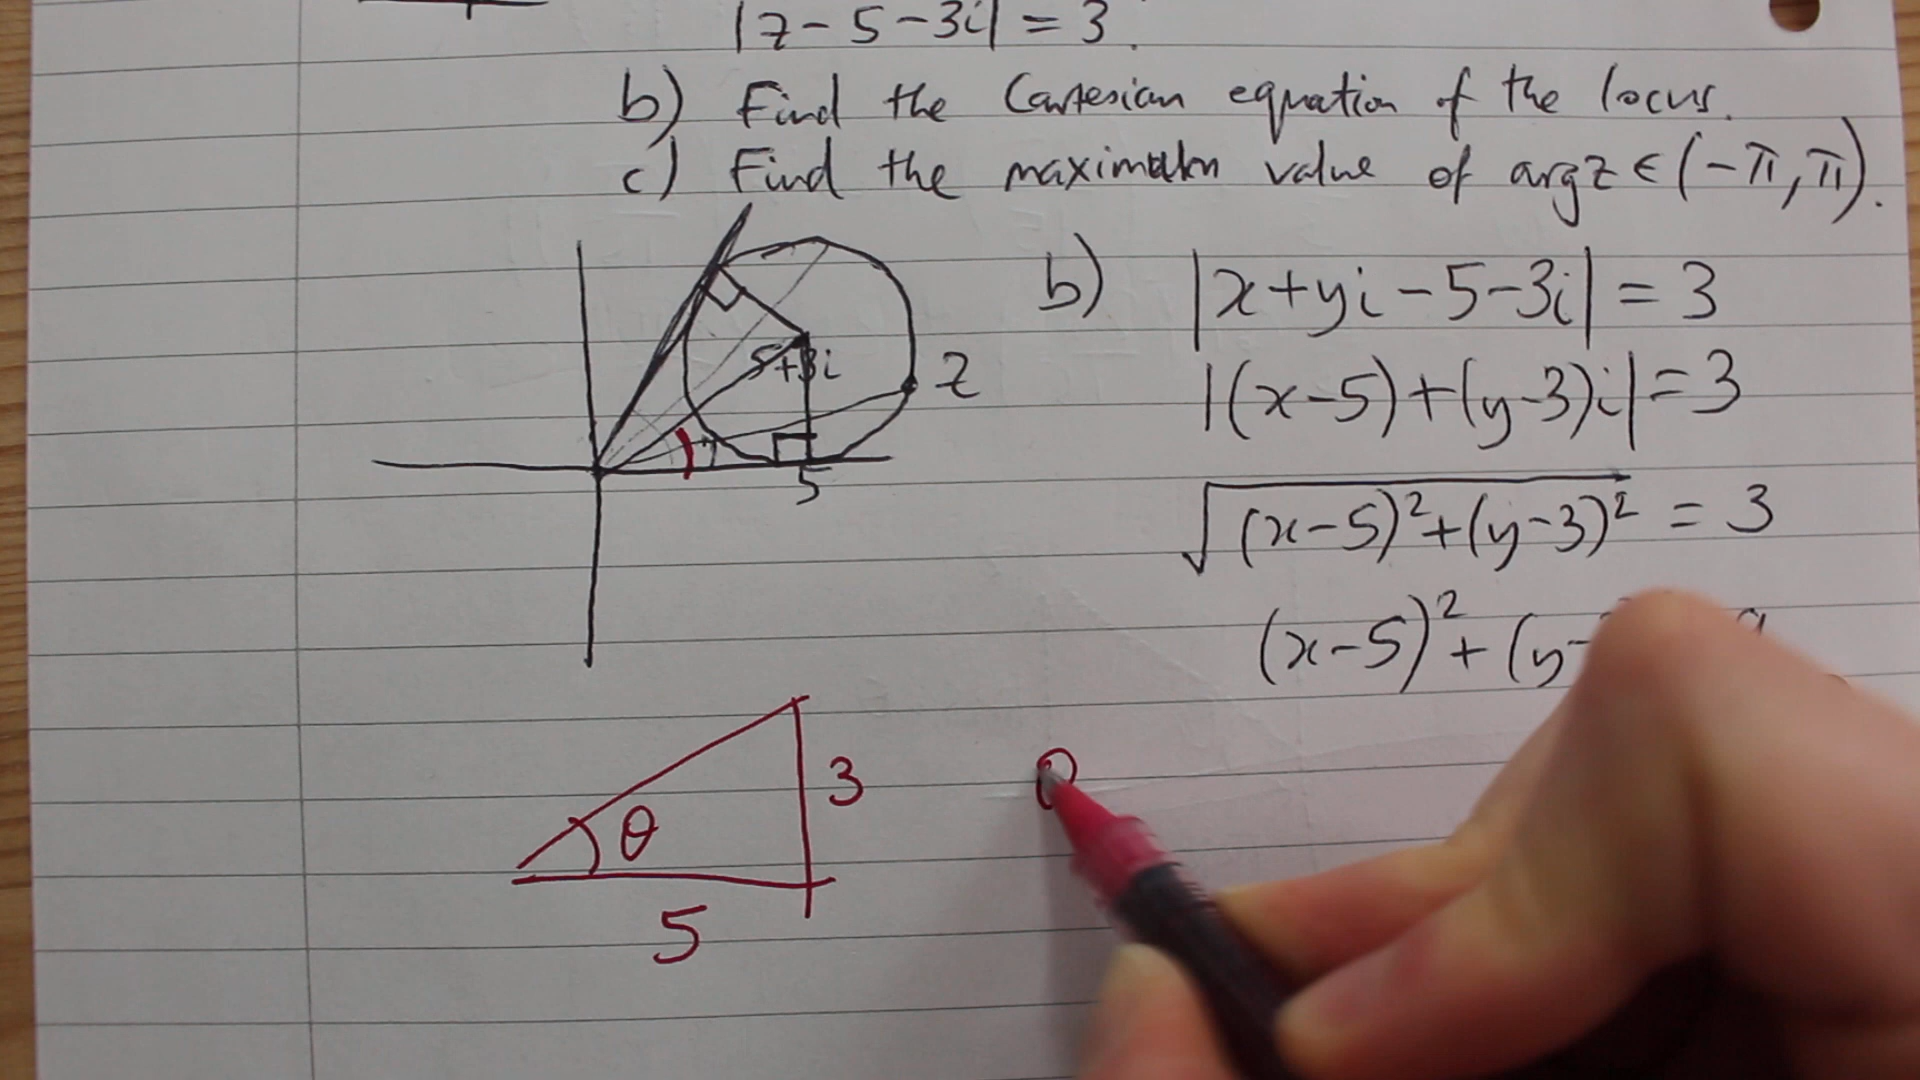 |z - 5 - 3i| = 3.
b) Find the Cartesian equation of the locus.
c) Find the maximum value of arg z ∈ (-π, π).
b) |x + yi - 5 - 3i| = 3
|(x-5) + (y-3)i| = 3
5+3i
z
5
√(x-5)² + (y-3)² = 3
(x-5)² + (y-
3
θ
5